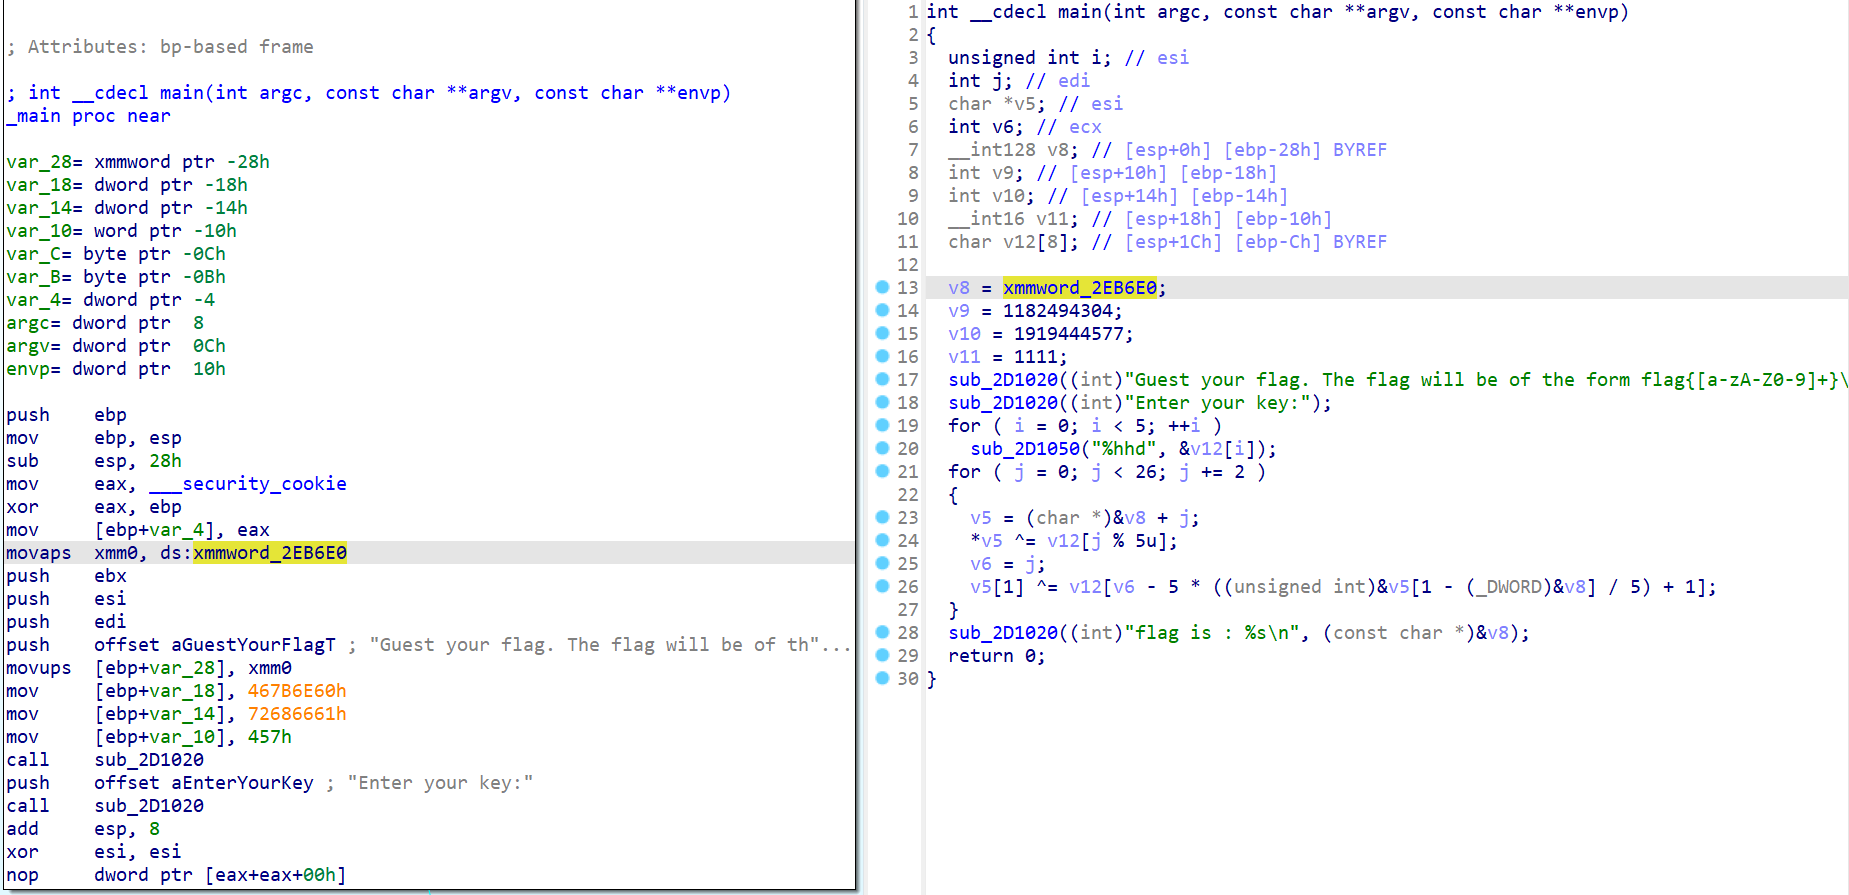 ; Attributes: bp-based frame
; int __cdecl main(int argc, const char **argv, const char **envp)
_main proc near
var_28= xmmword ptr -28h
var_18= dword ptr -18h
var_14= dword ptr -14h
var_10= word ptr -10h
var_C= byte ptr -0Ch
var_B= byte ptr -0Bh
var_4= dword ptr -4
argc= dword ptr  8
argv= dword ptr  0Ch
envp= dword ptr  10h
push    ebp
mov     ebp, esp
sub     esp, 28h
mov     eax, ___security_cookie
xor     eax, ebp
mov     [ebp+var_4], eax
movaps  xmm0, ds:xmmword_2EB6E0
push    ebx
push    esi
push    edi
push    offset aGuestYourFlagT ; "Guest your flag. The flag will be of th"...
movups  [ebp+var_28], xmm0
mov     [ebp+var_18], 467B6E60h
mov     [ebp+var_14], 72686661h
mov     [ebp+var_10], 457h
call    sub_2D1020
push    offset aEnterYourKey ; "Enter your key:"
call    sub_2D1020
add     esp, 8
xor     esi, esi
nop     dword ptr [eax+eax+00h]
1 int __cdecl main(int argc, const char **argv, const char **envp)
2 {
3   unsigned int i; // esi
4   int j; // edi
5   char *v5; // esi
6   int v6; // ecx
7   __int128 v8; // [esp+0h] [ebp-28h] BYREF
8   int v9; // [esp+10h] [ebp-18h]
9   int v10; // [esp+14h] [ebp-14h]
10   __int16 v11; // [esp+18h] [ebp-10h]
11   char v12[8]; // [esp+1Ch] [ebp-Ch] BYREF
12
13   v8 = xmmword_2EB6E0;
14   v9 = 1182494304;
15   v10 = 1919444577;
16   v11 = 1111;
17   sub_2D1020((int)"Guest your flag. The flag will be of the form flag{[a-zA-Z0-9]+}\
18   sub_2D1020((int)"Enter your key:");
19   for ( i = 0; i < 5; ++i )
20     sub_2D1050("%hhd", &v12[i]);
21   for ( j = 0; j < 26; j += 2 )
22   {
23     v5 = (char *)&v8 + j;
24     *v5 ^= v12[j % 5u];
25     v6 = j;
26     v5[1] ^= v12[v6 - 5 * ((unsigned int)&v5[1 - (_DWORD)&v8] / 5) + 1];
27   }
28   sub_2D1020((int)"flag is : %s\n", (const char *)&v8);
29   return 0;
30 }